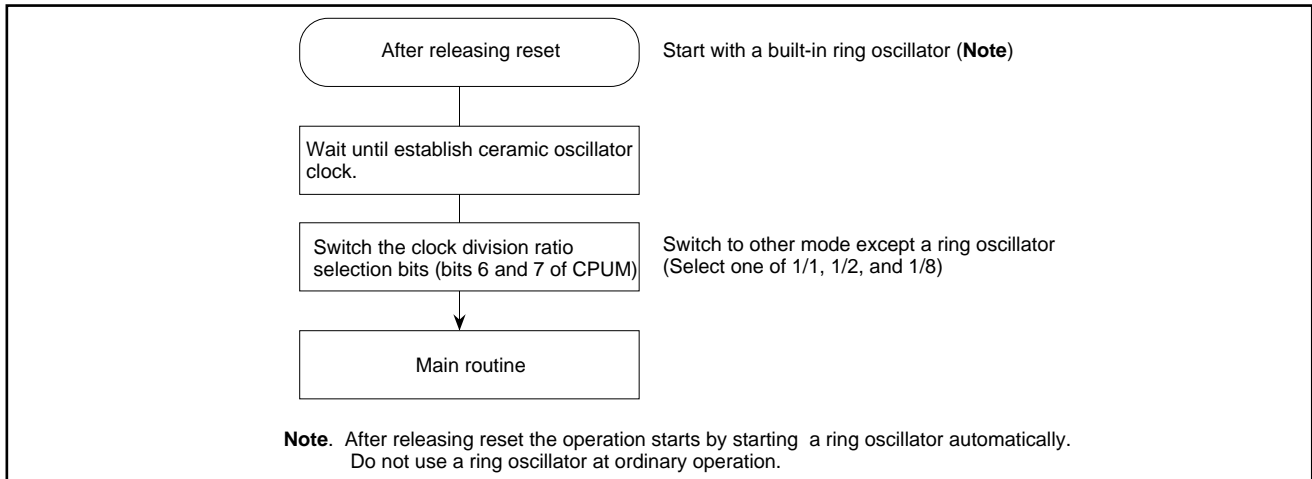 After releasing reset
Start with a built-in ring oscillator (Note)
Wait until establish ceramic oscillator
clock.
Switch the clock division ratio
selection bits (bits 6 and 7 of CPUM)
Switch to other mode except a ring oscillator
(Select one of 1/1, 1/2, and 1/8)
Main routine
Note. After releasing reset the operation starts by starting a ring oscillator automatically.
Do not use a ring oscillator at ordinary operation.